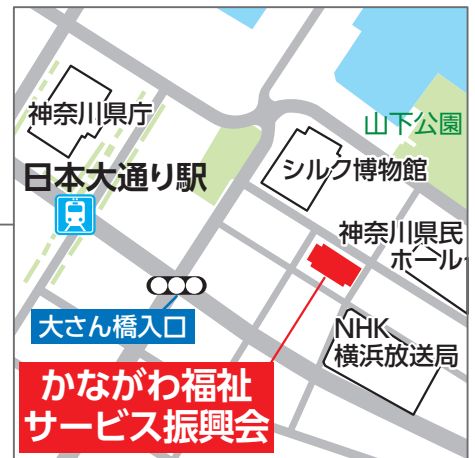 神奈川県庁
山下公園
日本大通り駅
シルク博物館
神奈川県民
ホール
大さん橋入口
NHK
横浜放送局
かながわ福祉
サービス振興会